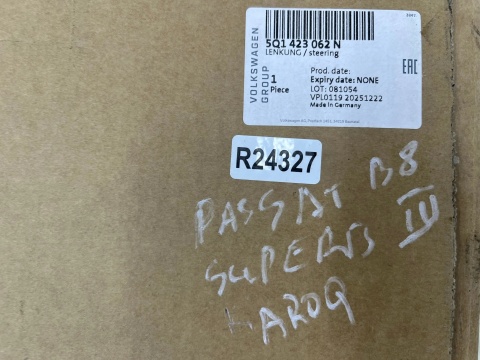 5Q1 423 062 N
LENKUNG / steering
VOLKSWAGEN
GROUP
1
Piece
Prod. date:
Expiry date: NONE
LOT: 081054
VPL0119 20251222
Made in Germany
EAC
R24327
PASSAT B8
SUPERB III
KAROQ